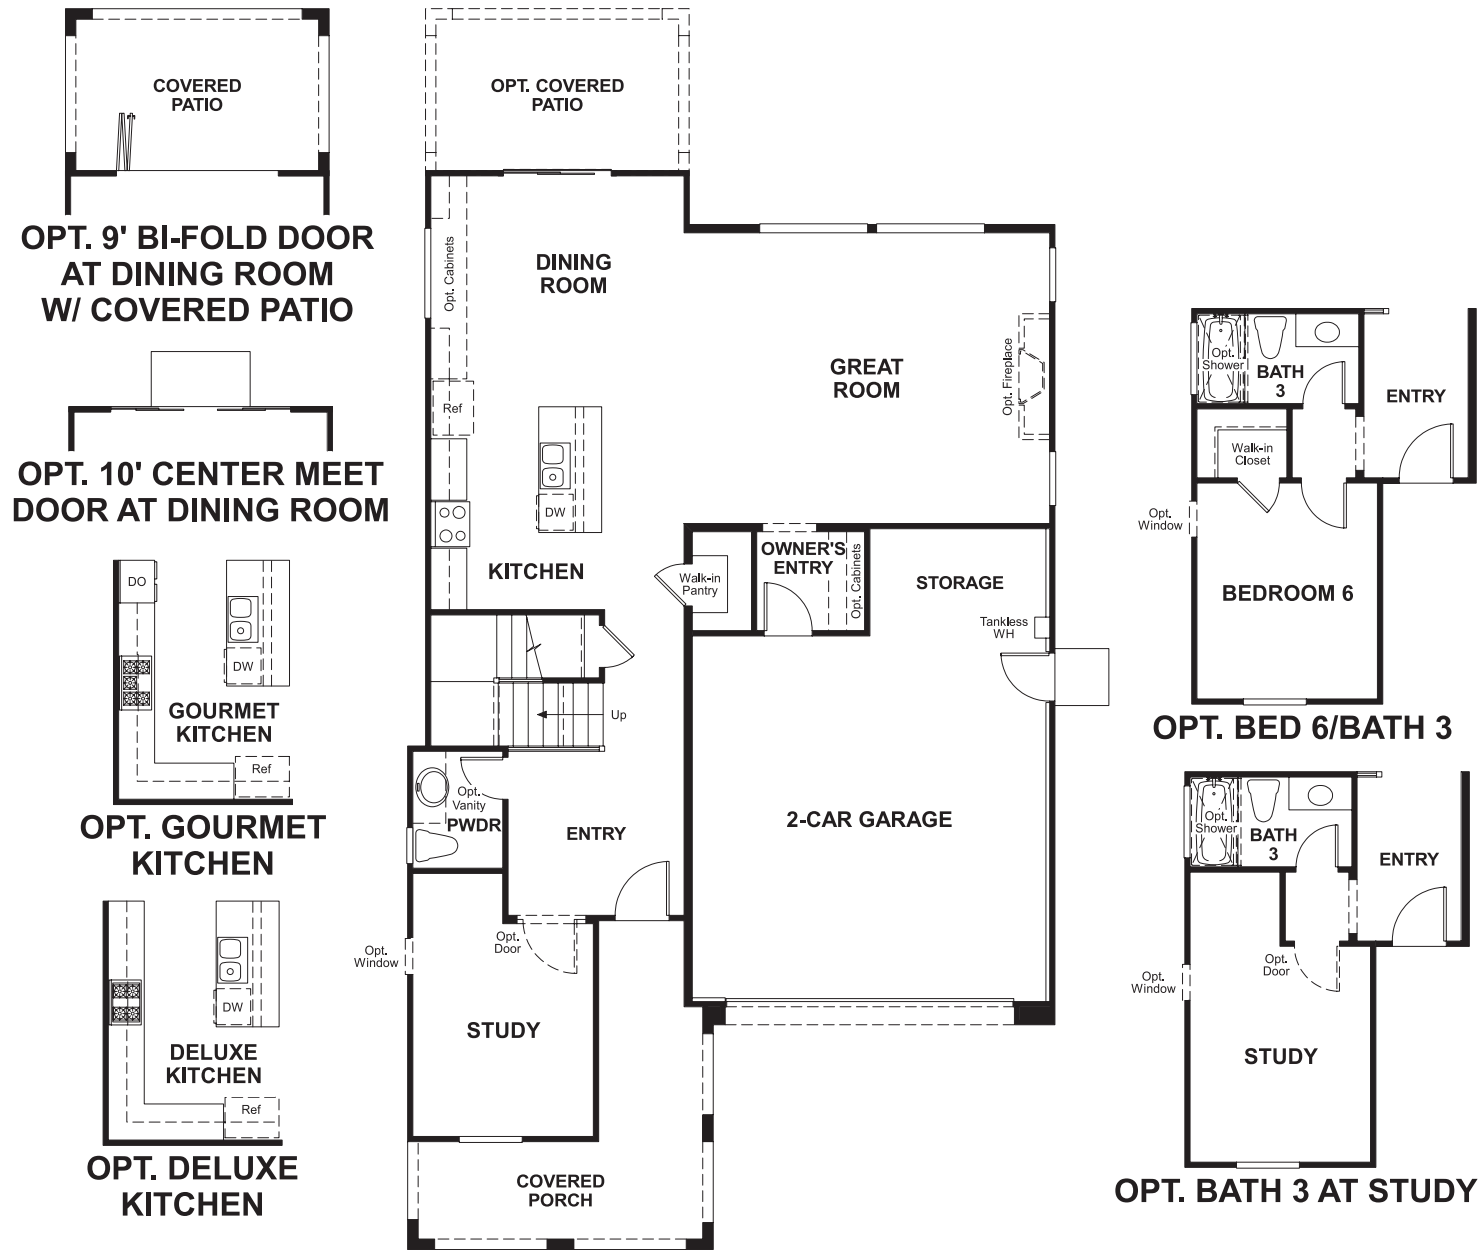 COVERED
PATIO
OPT. 9' BI-FOLD DOOR
AT DINING ROOM
W/ COVERED PATIO
OPT. 10' CENTER MEET
DOOR AT DINING ROOM
DO
DW
GOURMET
KITCHEN
Ref
OPT. GOURMET
KITCHEN
DW
DELUXE
KITCHEN
Ref
OPT. DELUXE
KITCHEN
OPT. COVERED
PATIO
Opt. Cabinets
DINING
ROOM
GREAT
ROOM
Opt. Fireplace
Ref
DW
KITCHEN
Walk-in
Pantry
OWNER'S
ENTRY
Opt. Cabinets
STORAGE
Tankless
WH
Up
Opt.
Vanity
PWDR
ENTRY
2-CAR GARAGE
Opt.
Door
Opt.
Window
STUDY
COVERED
PORCH
Opt.
Shower
BATH
3
ENTRY
Walk-in
Closet
Opt.
Window
BEDROOM 6
OPT. BED 6/BATH 3
Opt.
Shower
BATH
3
ENTRY
Opt.
Door
Opt.
Window
STUDY
OPT. BATH 3 AT STUDY